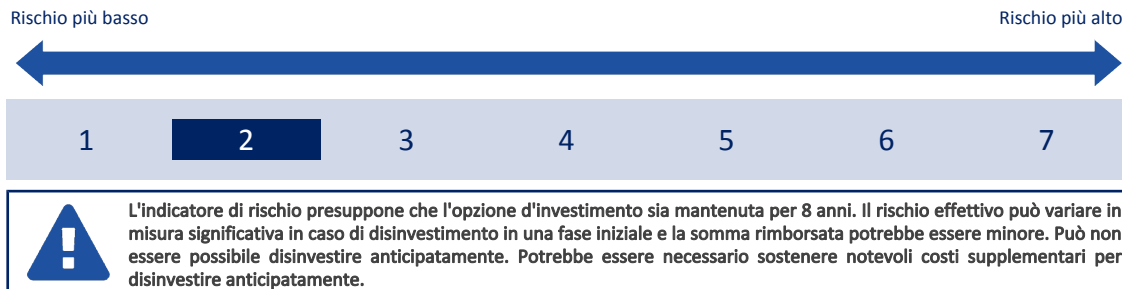 Rischio più basso Rischio più alto
1 2 3 4 5 6 7
L'indicatore di rischio presuppone che l'opzione d'investimento sia mantenuta per 8 anni. Il rischio effettivo può variare in
misura significativa in caso di disinvestimento in una fase iniziale e la somma rimborsata potrebbe essere minore. Può non
essere possibile disinvestire anticipatamente. Potrebbe essere necessario sostenere notevoli costi supplementari per
disinvestire anticipatamente.